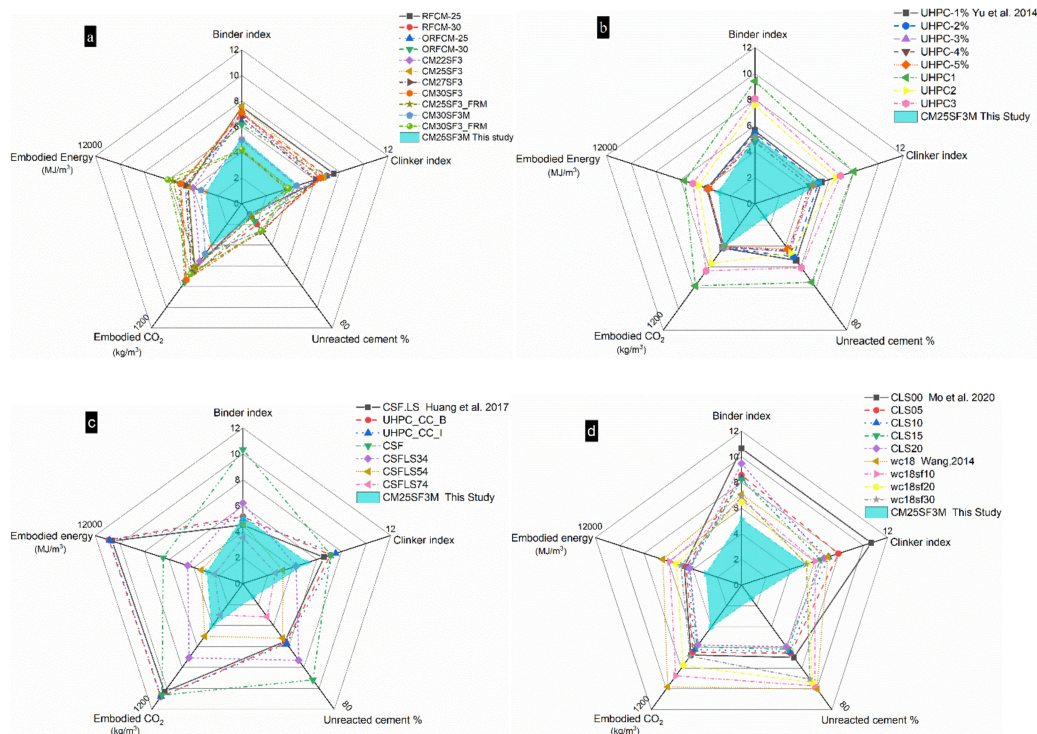 a
RFCM-25
RFCM-30
ORFCM-25
ORFCM-30
CM22SF3
CM25SF3
CM27SF3
CM30SF3
CM25SF3_FRM
CM30SF3M
CM30SF3_FRM
CM25SF3M This study
Binder index
12
10
8
6
4
2
0
12000
Embodied Energy
(MJ/m³)
12
Clinker index
1200
Embodied CO₂
(kg/m³)
80
Unreacted cement %
b
UHPC-1% Yu et al. 2014
UHPC-2%
UHPC-3%
UHPC-4%
UHPC-5%
UHPC1
UHPC2
UHPC3
CM25SF3M This Study
Binder index
12
10
8
6
4
2
0
12000
Embodied Energy
(MJ/m³)
12
Clinker index
1200
Embodied CO₂
(kg/m³)
80
Unreacted cement %
c
CSF.LS Huang et al. 2017
UHPC_CC_B
UHPC_CC_I
CSF
CSFLS34
CSFLS54
CSFLS74
CM25SF3M This Study
Binder index
12
10
8
6
4
2
0
12000
Embodied energy
(MJ/m³)
12
Clinker index
1200
Embodied CO₂
(kg/m³)
80
Unreacted cement %
d
CLS00 Mo et al. 2020
CLS05
CLS10
CLS15
CLS20
wc18 Wang,2014
wc18sf10
wc18sf20
wc18sf30
CM25SF3M This Study
Binder index
12
10
8
6
4
2
0
12000
Embodied Energy
(MJ/m³)
12
Clinker index
1200
Embodied CO₂
(kg/m³)
80
Unreacted cement %